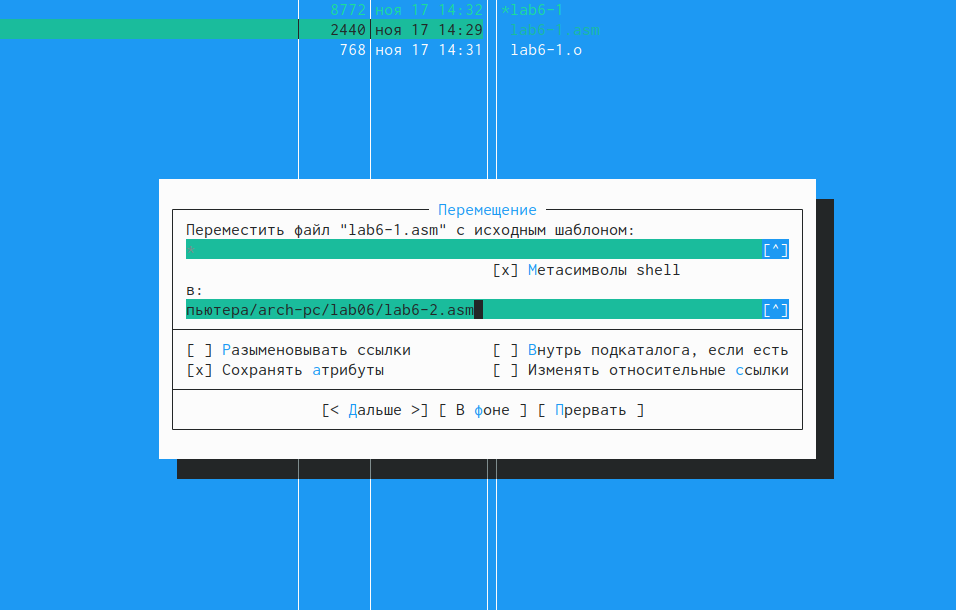 8772 ноя 17 14:32 *lab6-1
2440 ноя 17 14:29 lab6-1.asm
768 ноя 17 14:31 lab6-1.o
Перемещение
Переместить файл "lab6-1.asm" с исходным шаблоном:
[^]
[x] Метасимволы shell
в:
пьютера/arch-pc/lab06/lab6-2.asm [^]
[ ] Разыменовывать ссылки [ ] Внутрь подкаталога, если есть
[x] Сохранять атрибуты [ ] Изменять относительные ссылки
[< Дальше >] [ В фоне ] [ Прервать ]